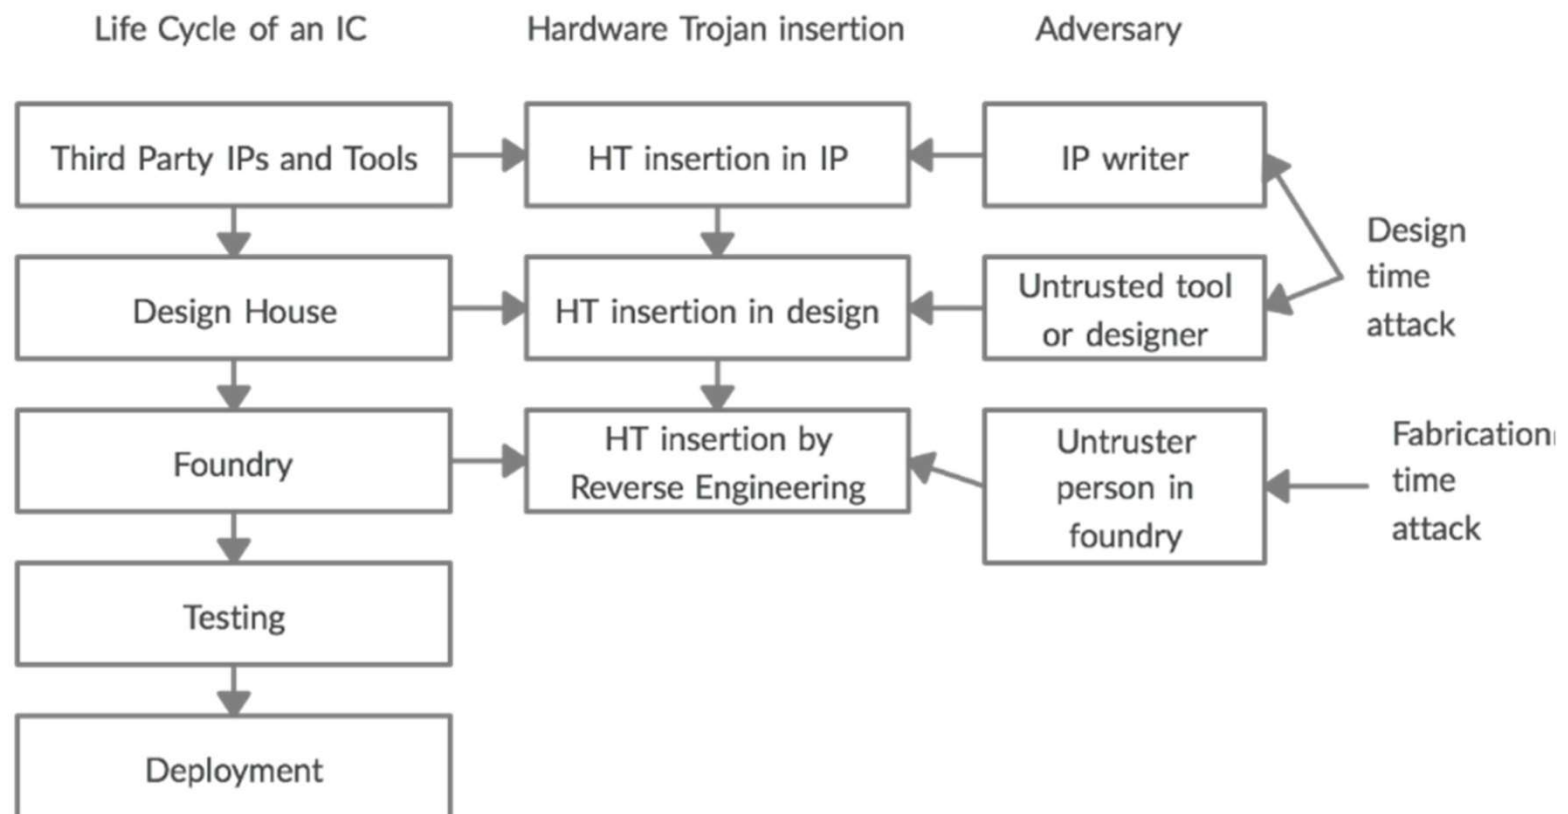 Life Cycle of an IC
Hardware Trojan insertion
Adversary
Third Party IPs and Tools
HT insertion in IP
IP writer
Design
time
attack
Design House
HT insertion in design
Untrusted tool
or designer
Foundry
HT insertion by
Reverse Engineering
Untruster
person in
foundry
Fabrication
time
attack
Testing
Deployment